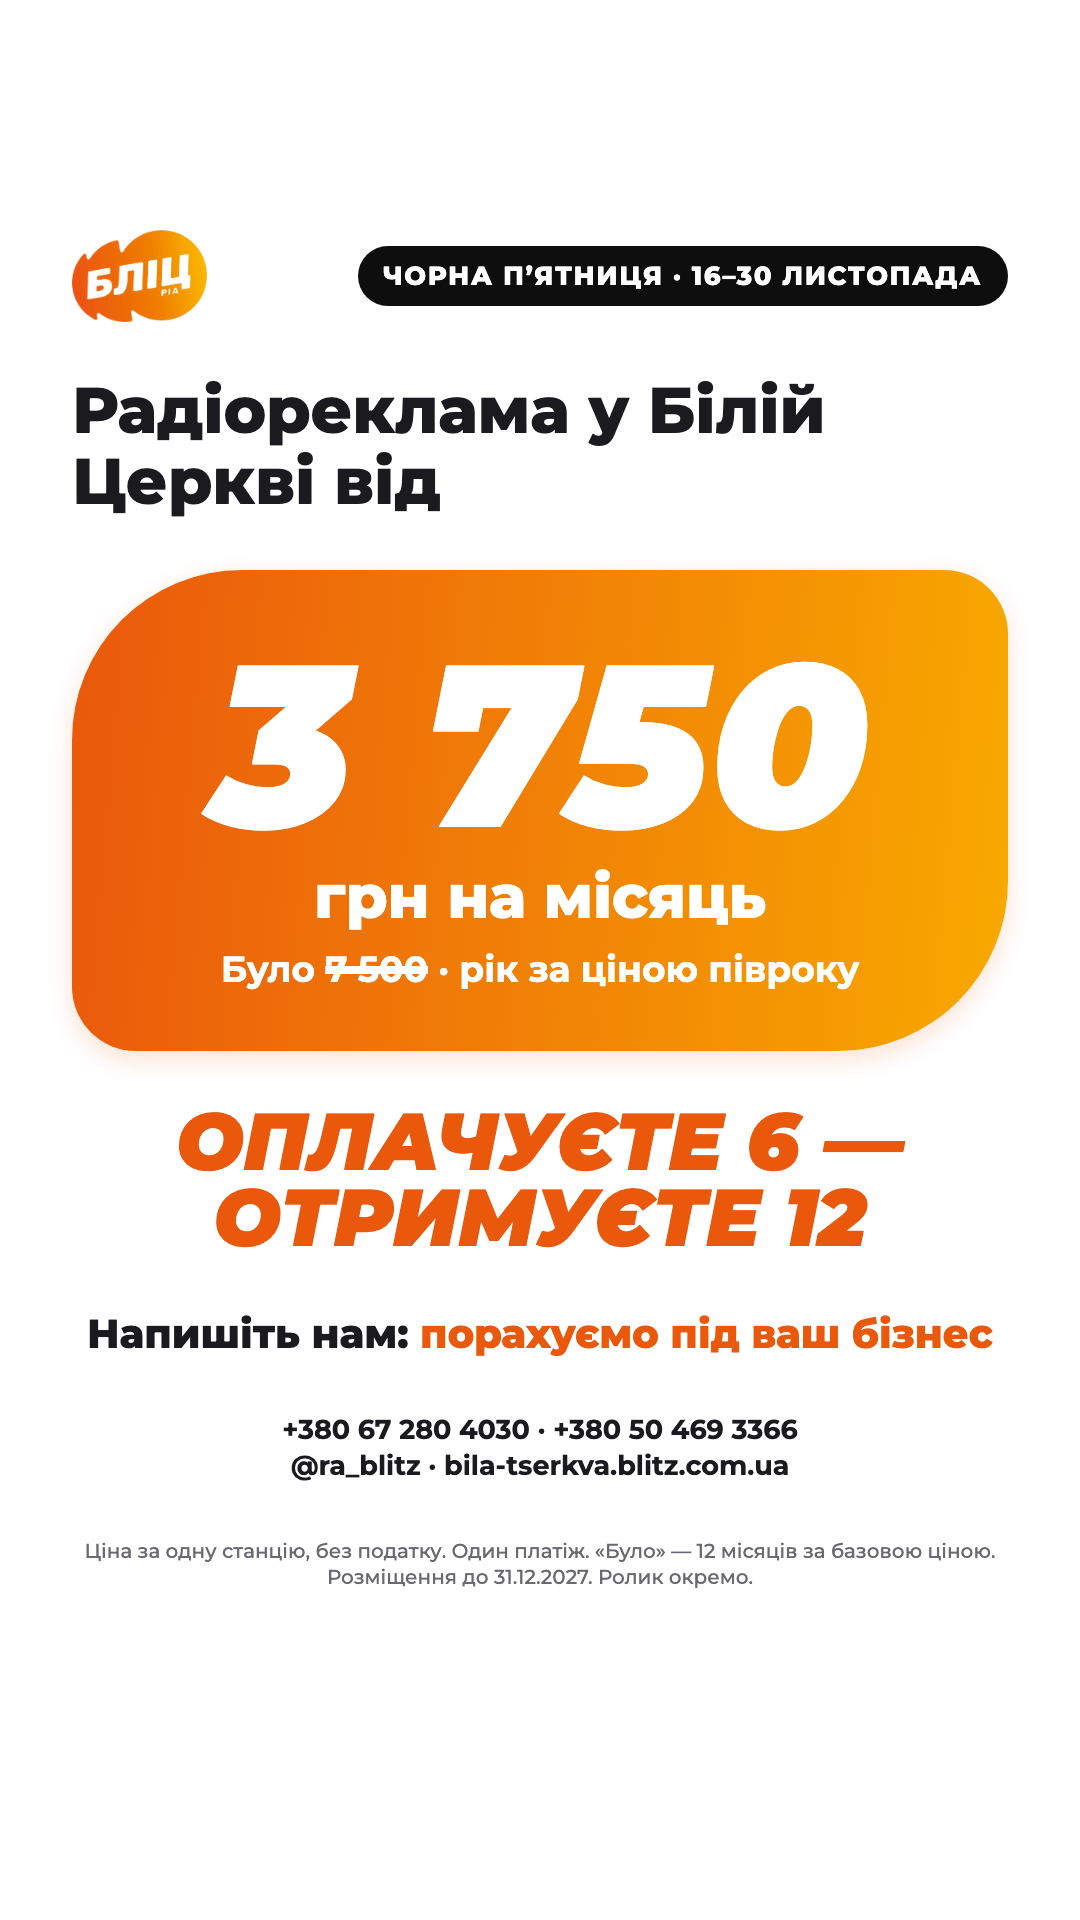 БЛІЦ
РІА
ЧОРНА П’ЯТНИЦЯ · 16–30 ЛИСТОПАДА
Радіореклама у Білій
Церкві від
3 750
грн на місяць
Було 7 500 · рік за ціною півроку
ОПЛАЧУЄТЕ 6 —
ОТРИМУЄТЕ 12
Напишіть нам: порахуємо під ваш бізнес
+380 67 280 4030 · +380 50 469 3366
@ra_blitz · bila-tserkva.blitz.com.ua
Ціна за одну станцію, без податку. Один платіж. «Було» — 12 місяців за базовою ціною.
Розміщення до 31.12.2027. Ролик окремо.